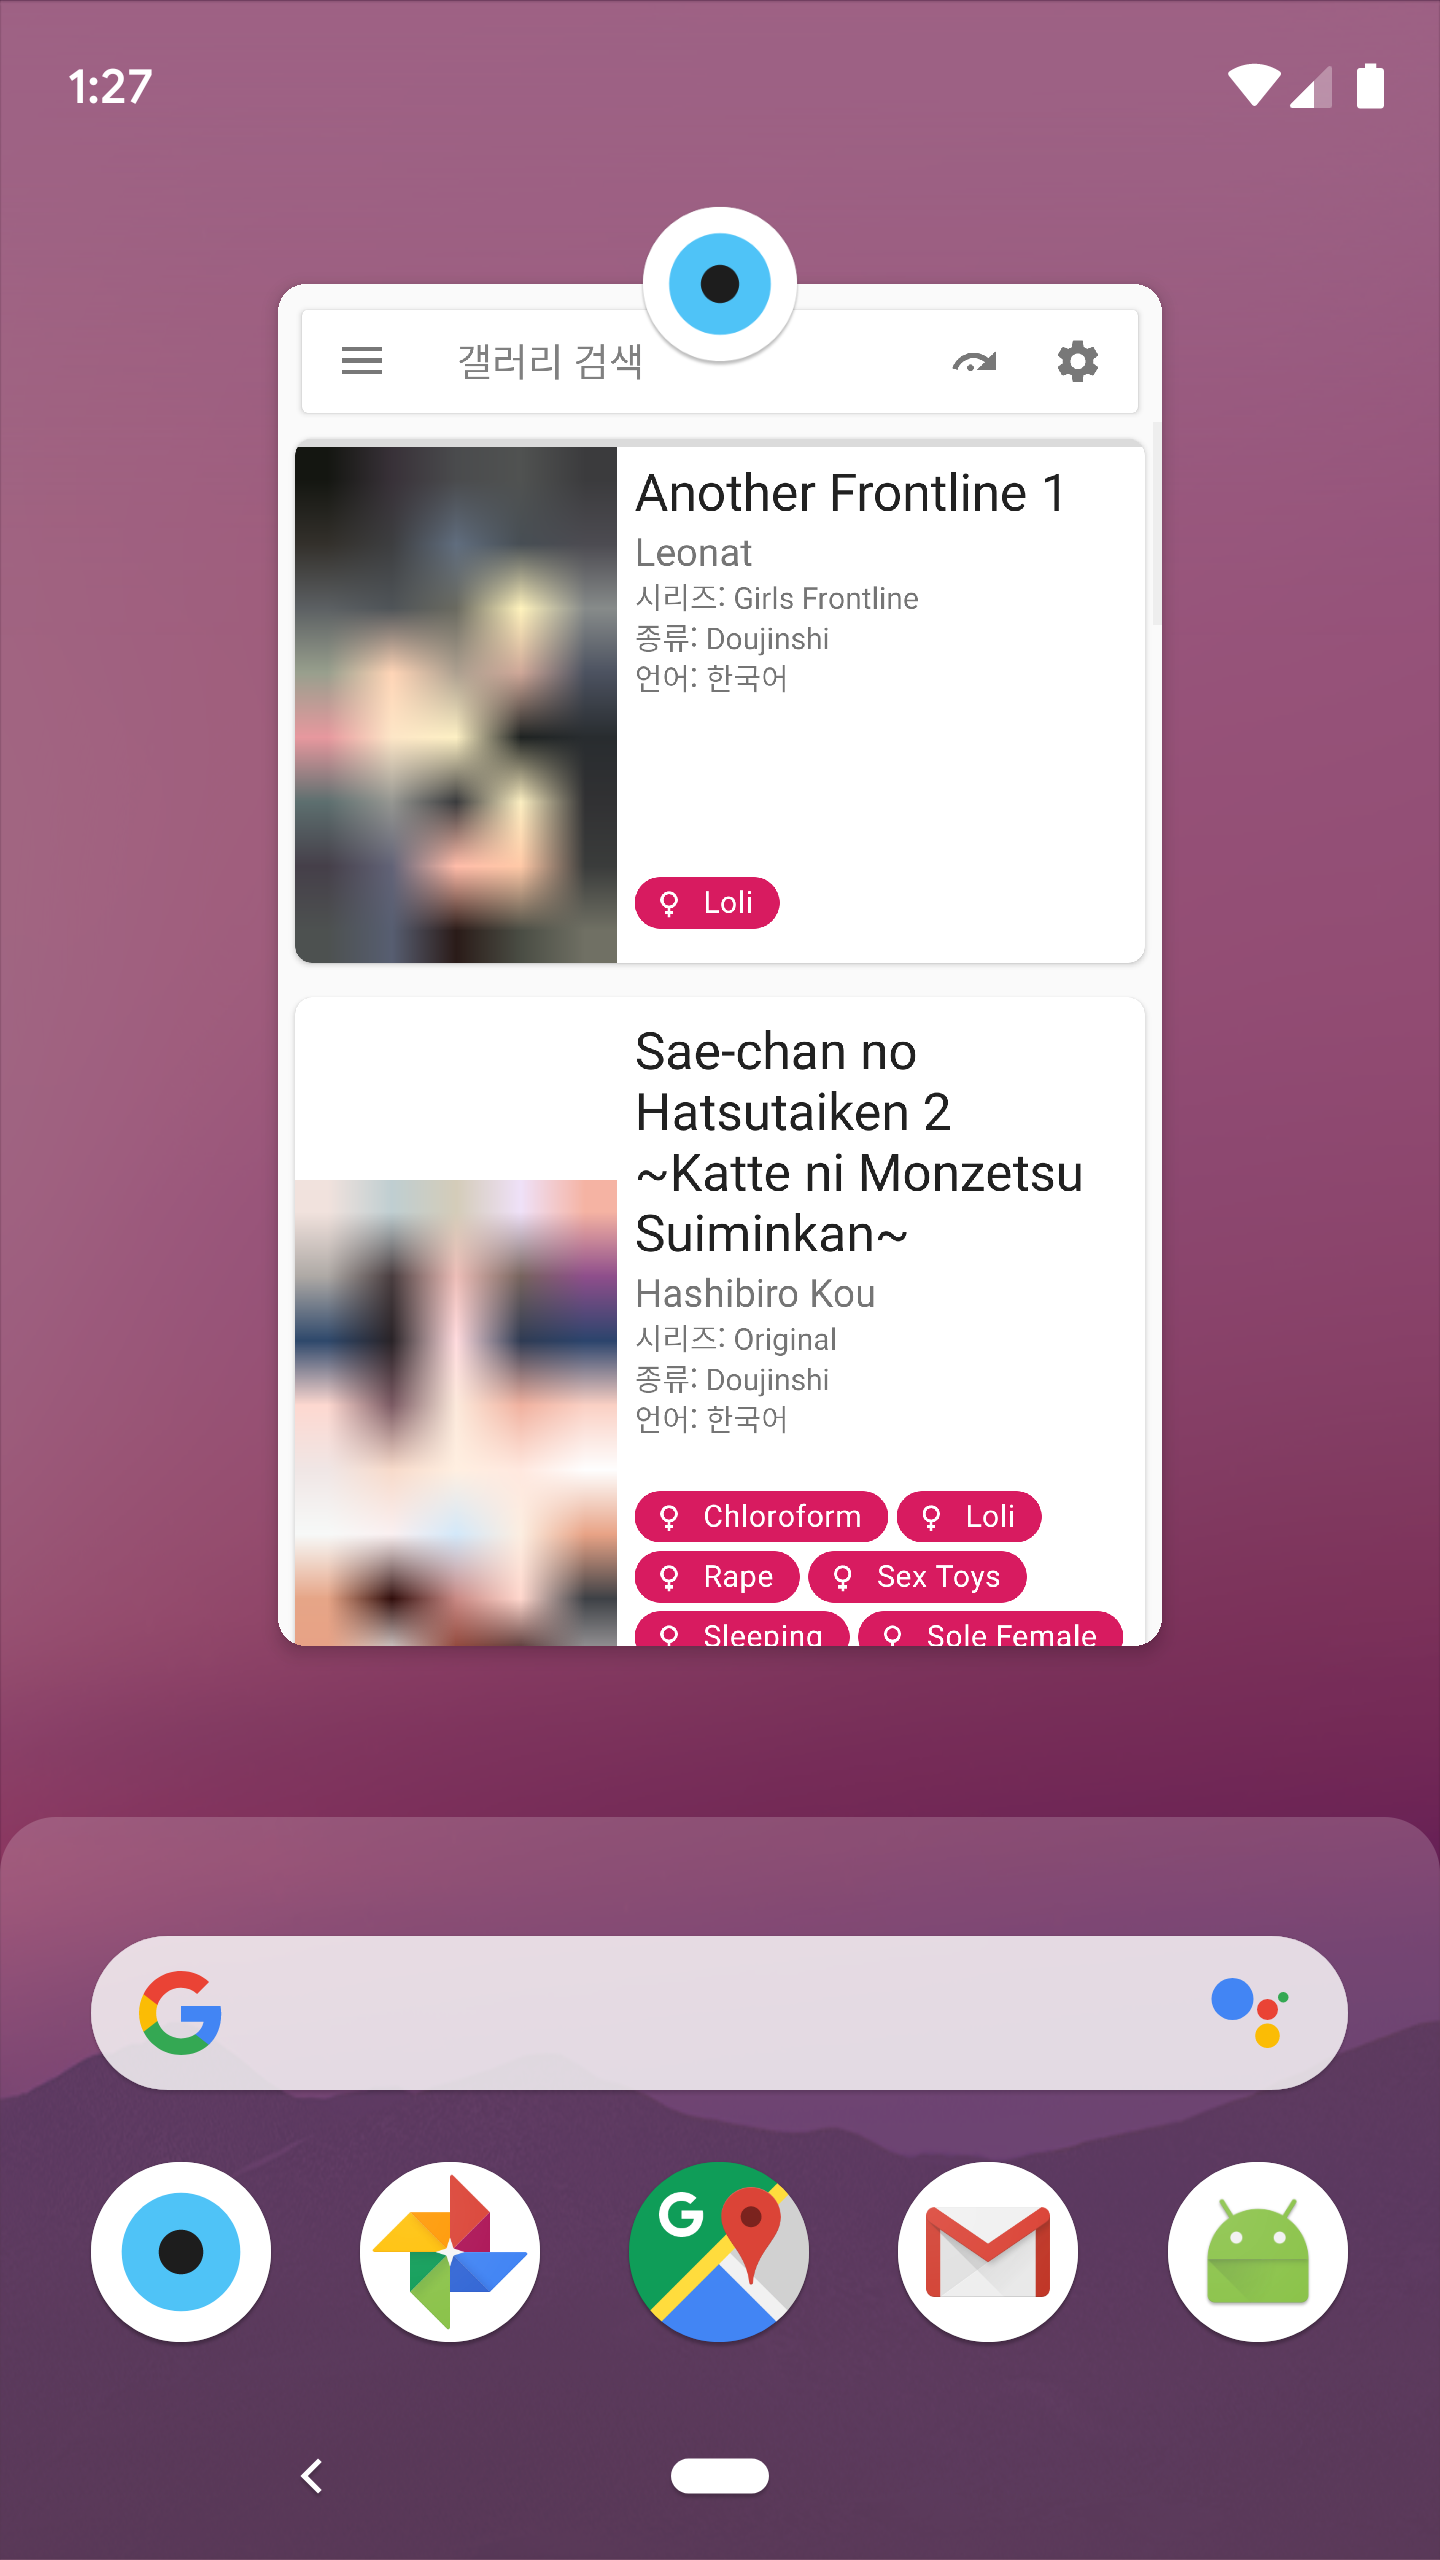 1:27
갤러리 검색
Another Frontline 1
Leonat
시리즈: Girls Frontline
종류: Doujinshi
언어: 한국어
Loli
Sae-chan no
Hatsutaiken 2
~Katte ni Monzetsu
Suiminkan~
Hashibiro Kou
시리즈: Original
종류: Doujinshi
언어: 한국어
Chloroform Loli
Rape Sex Toys
Sleeping Sole Female